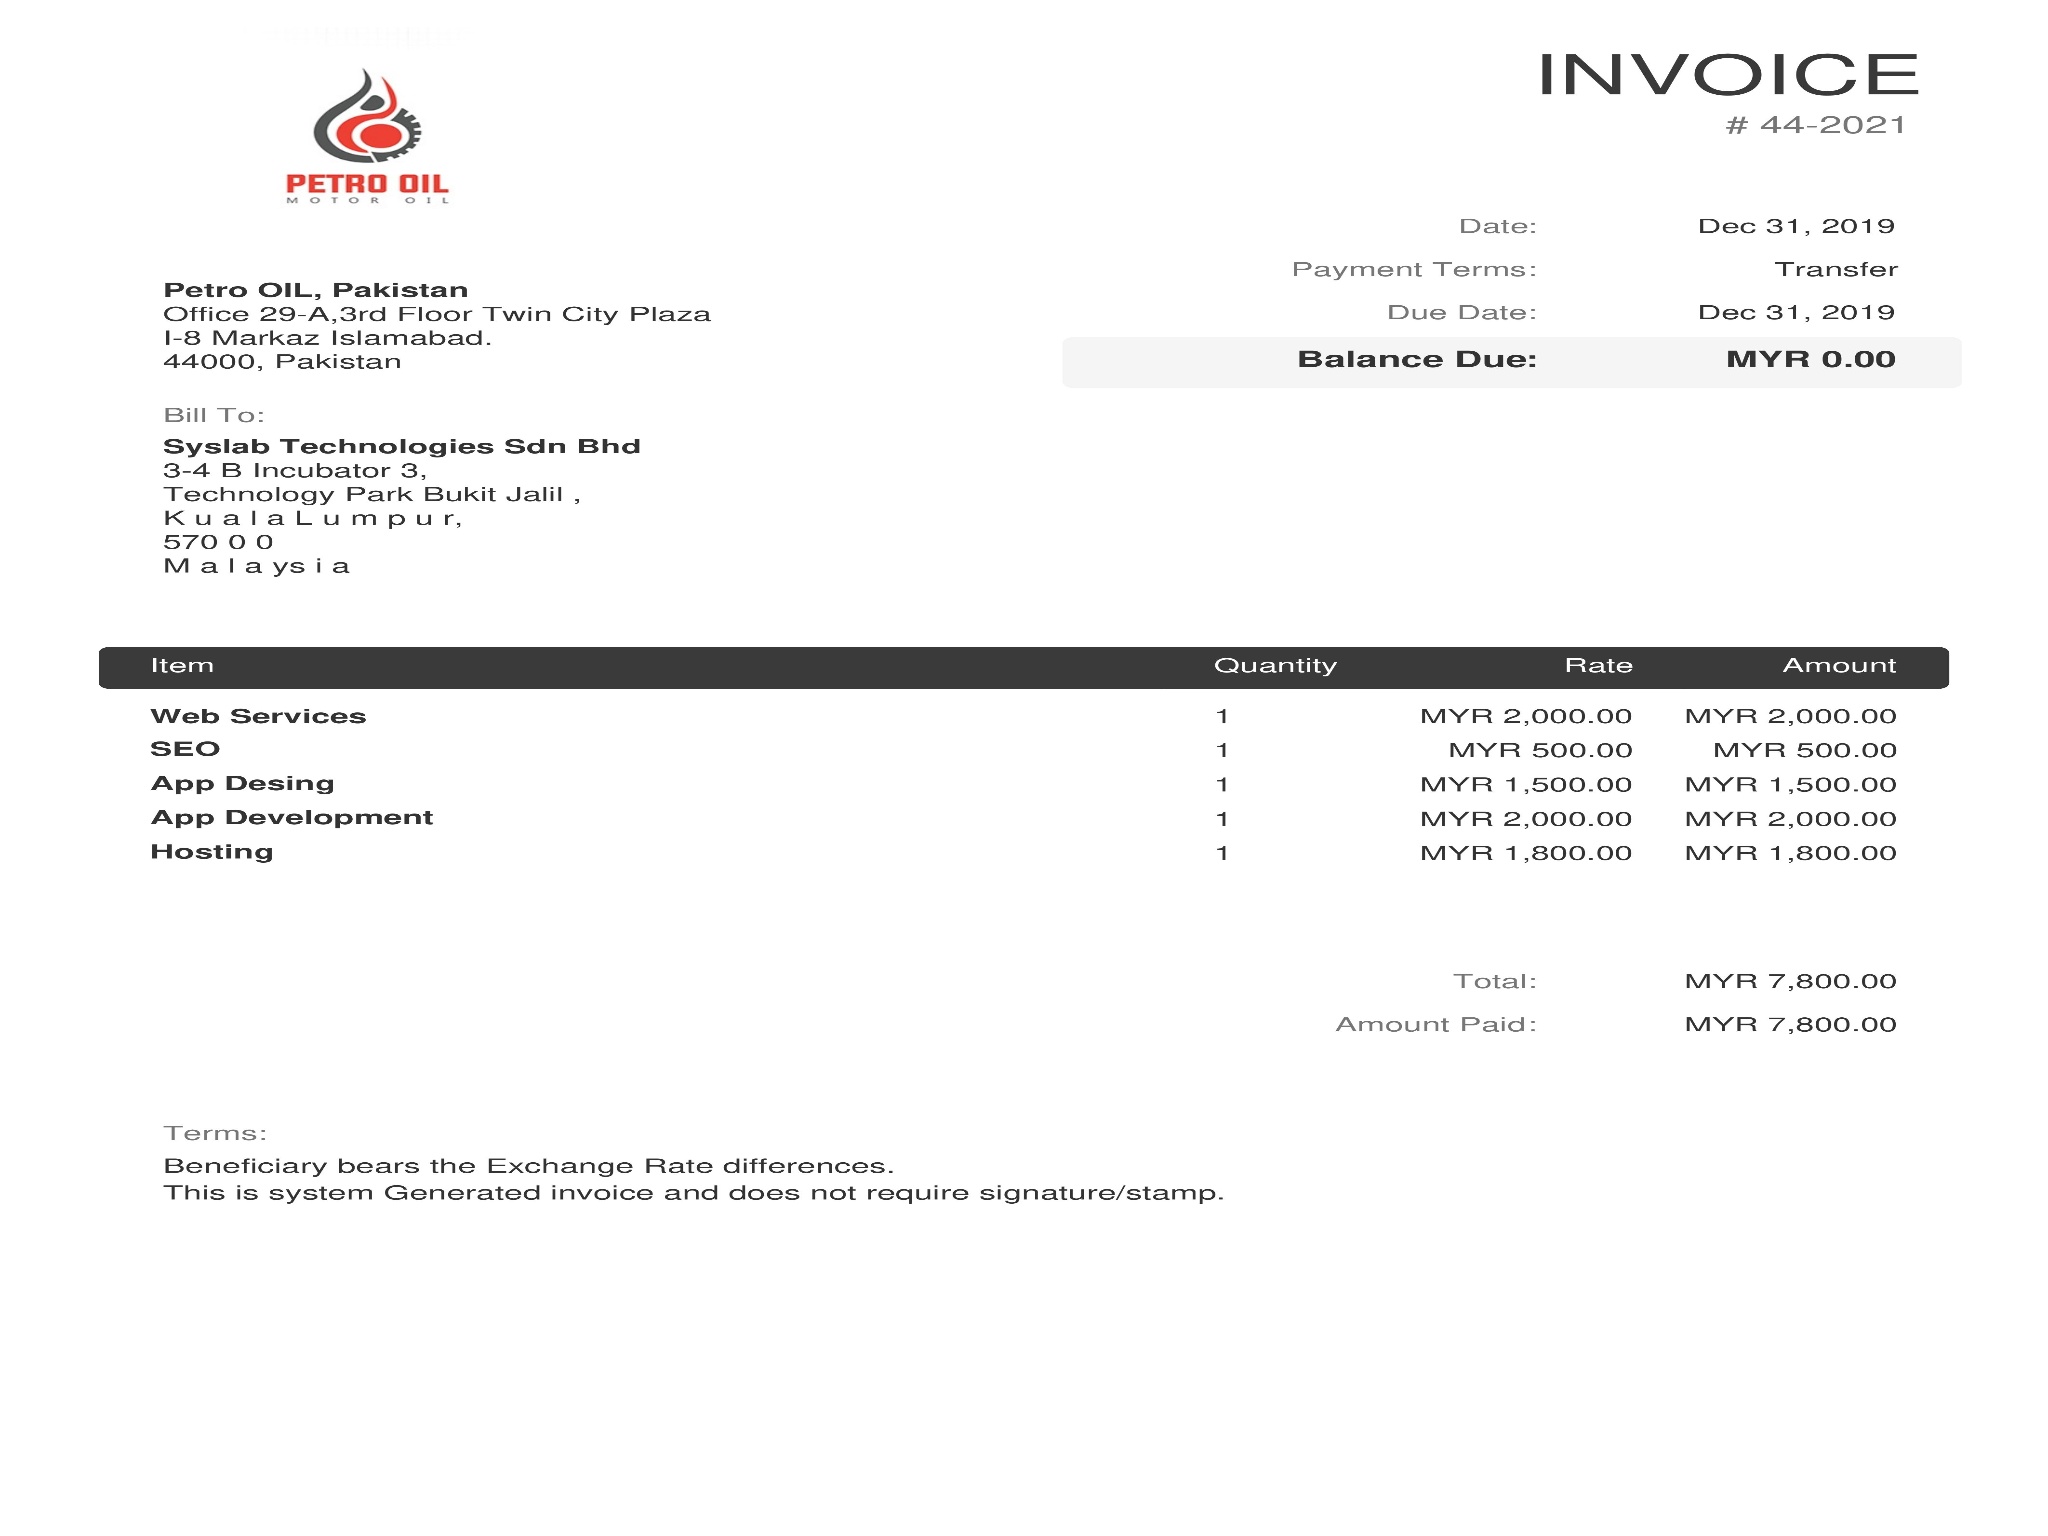 PETRO OIL
MOTOR OIL
INVOICE
# 44-2021
Date: Dec 31, 2019
Payment Terms: Transfer
Due Date: Dec 31, 2019
Balance Due: MYR 0.00
Petro OIL, Pakistan
Office 29-A,3rd Floor Twin City Plaza
I-8 Markaz Islamabad.
44000, Pakistan
Bill To:
Syslab Technologies Sdn Bhd
3-4 B Incubator 3,
Technology Park Bukit Jalil ,
K u a l a L u m p u r,
570 0 0
M a l a ys i a
Item Quantity Rate Amount
Web Services 1 MYR 2,000.00 MYR 2,000.00
SEO 1 MYR 500.00 MYR 500.00
App Desing 1 MYR 1,500.00 MYR 1,500.00
App Development 1 MYR 2,000.00 MYR 2,000.00
Hosting 1 MYR 1,800.00 MYR 1,800.00
Total: MYR 7,800.00
Amount Paid: MYR 7,800.00
Terms:
Beneficiary bears the Exchange Rate differences.
This is system Generated invoice and does not require signature/stamp.